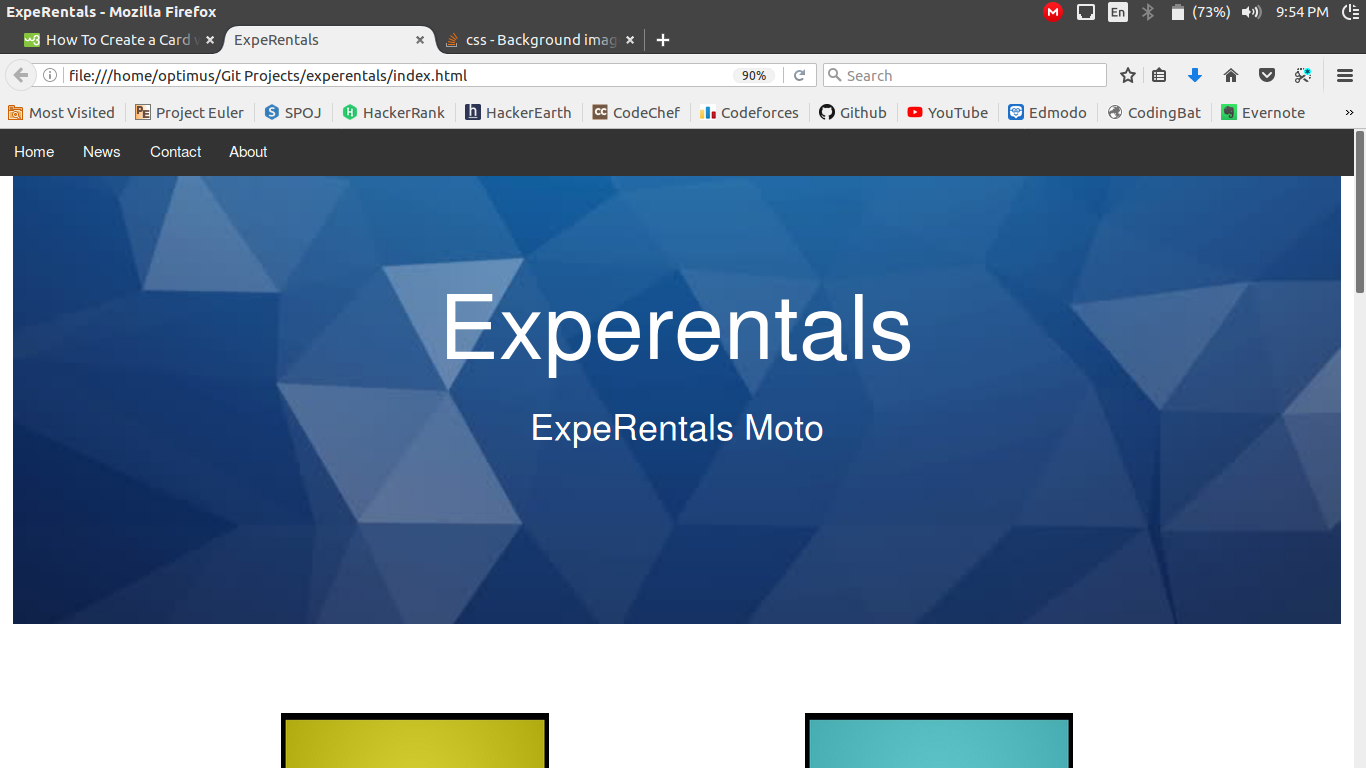 ExpeRentals - Mozilla Firefox
En
(73%)
9:54 PM
How To Create a Card
ExpeRentals
css - Background imag
file:///home/optimus/Git Projects/experentals/index.html
90%
Search
Most Visited
Project Euler
SPOJ
HackerRank
HackerEarth
CodeChef
Codeforces
Github
YouTube
Edmodo
CodingBat
Evernote
Home
News
Contact
About
Experentals
ExpeRentals Moto